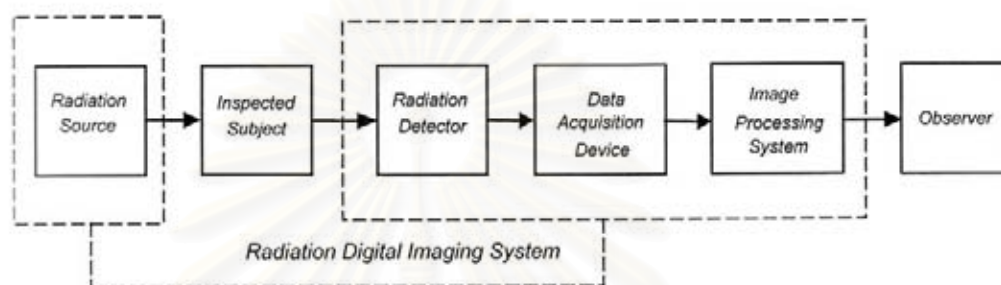 Radiation
Source
Inspected
Subject
Radiation
Detector
Data
Acquisition
Device
Image
Processing
System
Observer
Radiation Digital Imaging System